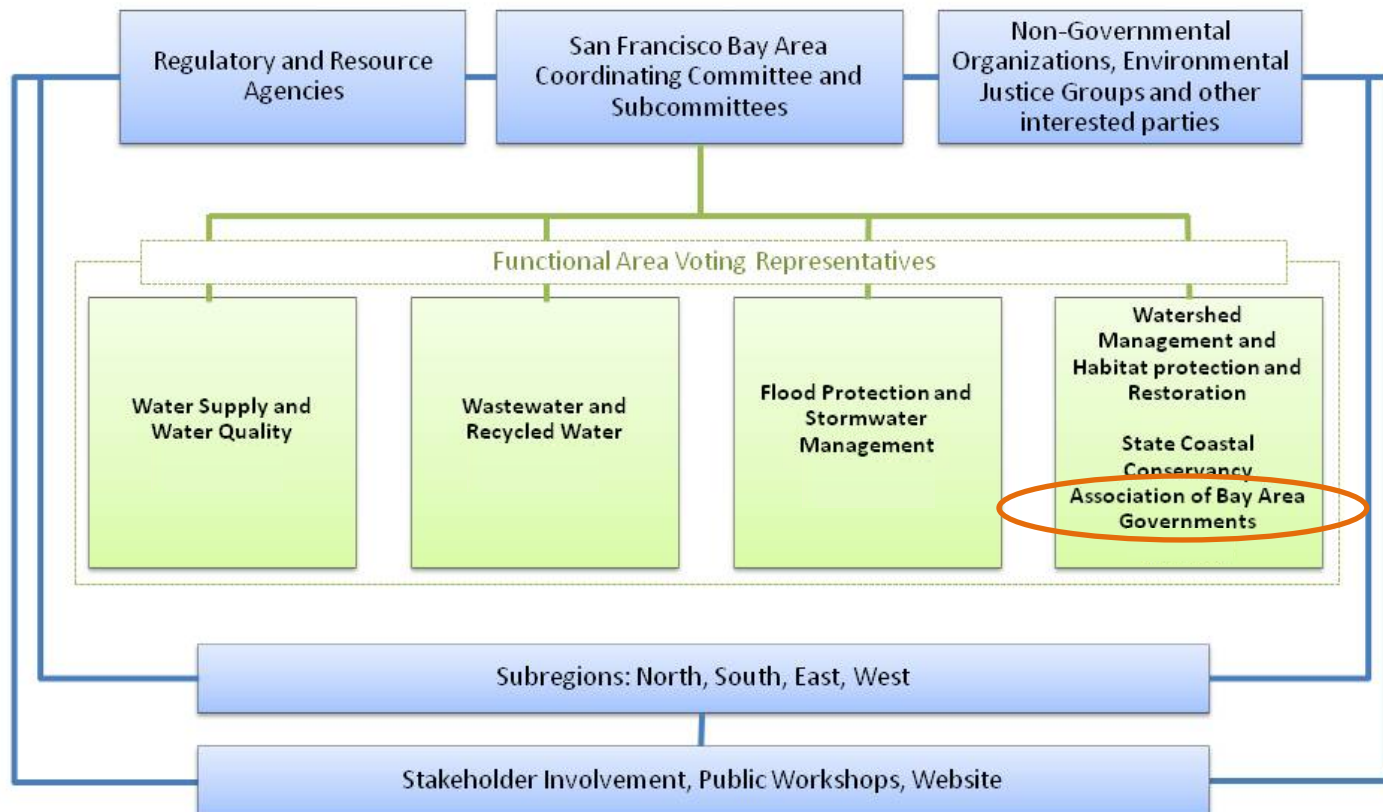 Regulatory and Resource
Agencies
San Francisco Bay Area
Coordinating Committee and
Subcommittees
Non-Governmental
Organizations, Environmental
Justice Groups and other
interested parties
Functional Area Voting Representatives
Water Supply and
Water Quality
Wastewater and
Recycled Water
Flood Protection and
Stormwater
Management
Watershed
Management and
Habitat protection and
Restoration
State Coastal
Conservancy
Association of Bay Area
Governments
Subregions: North, South, East, West
Stakeholder Involvement, Public Workshops, Website